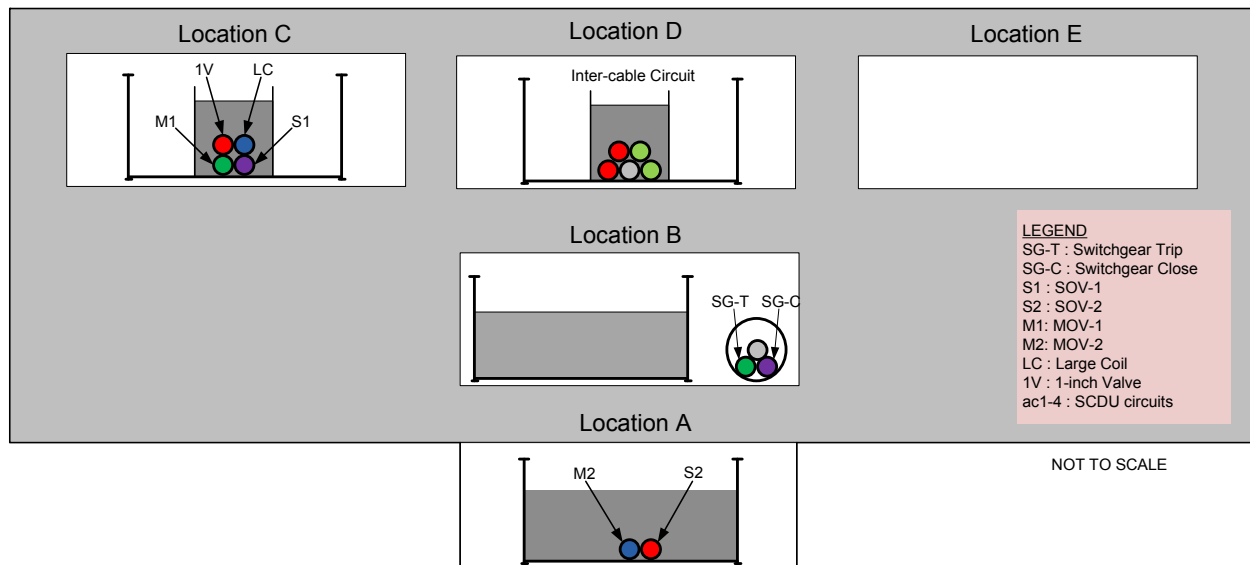 Location C
Location D
Location E
1V
LC
M1
S1
Inter-cable Circuit
Location B
SG-T
SG-C
LEGEND
SG-T : Switchgear Trip
SG-C : Switchgear Close
S1 : SOV-1
S2 : SOV-2
M1: MOV-1
M2: MOV-2
LC : Large Coil
1V : 1-inch Valve
ac1-4 : SCDU circuits
Location A
M2
S2
NOT TO SCALE